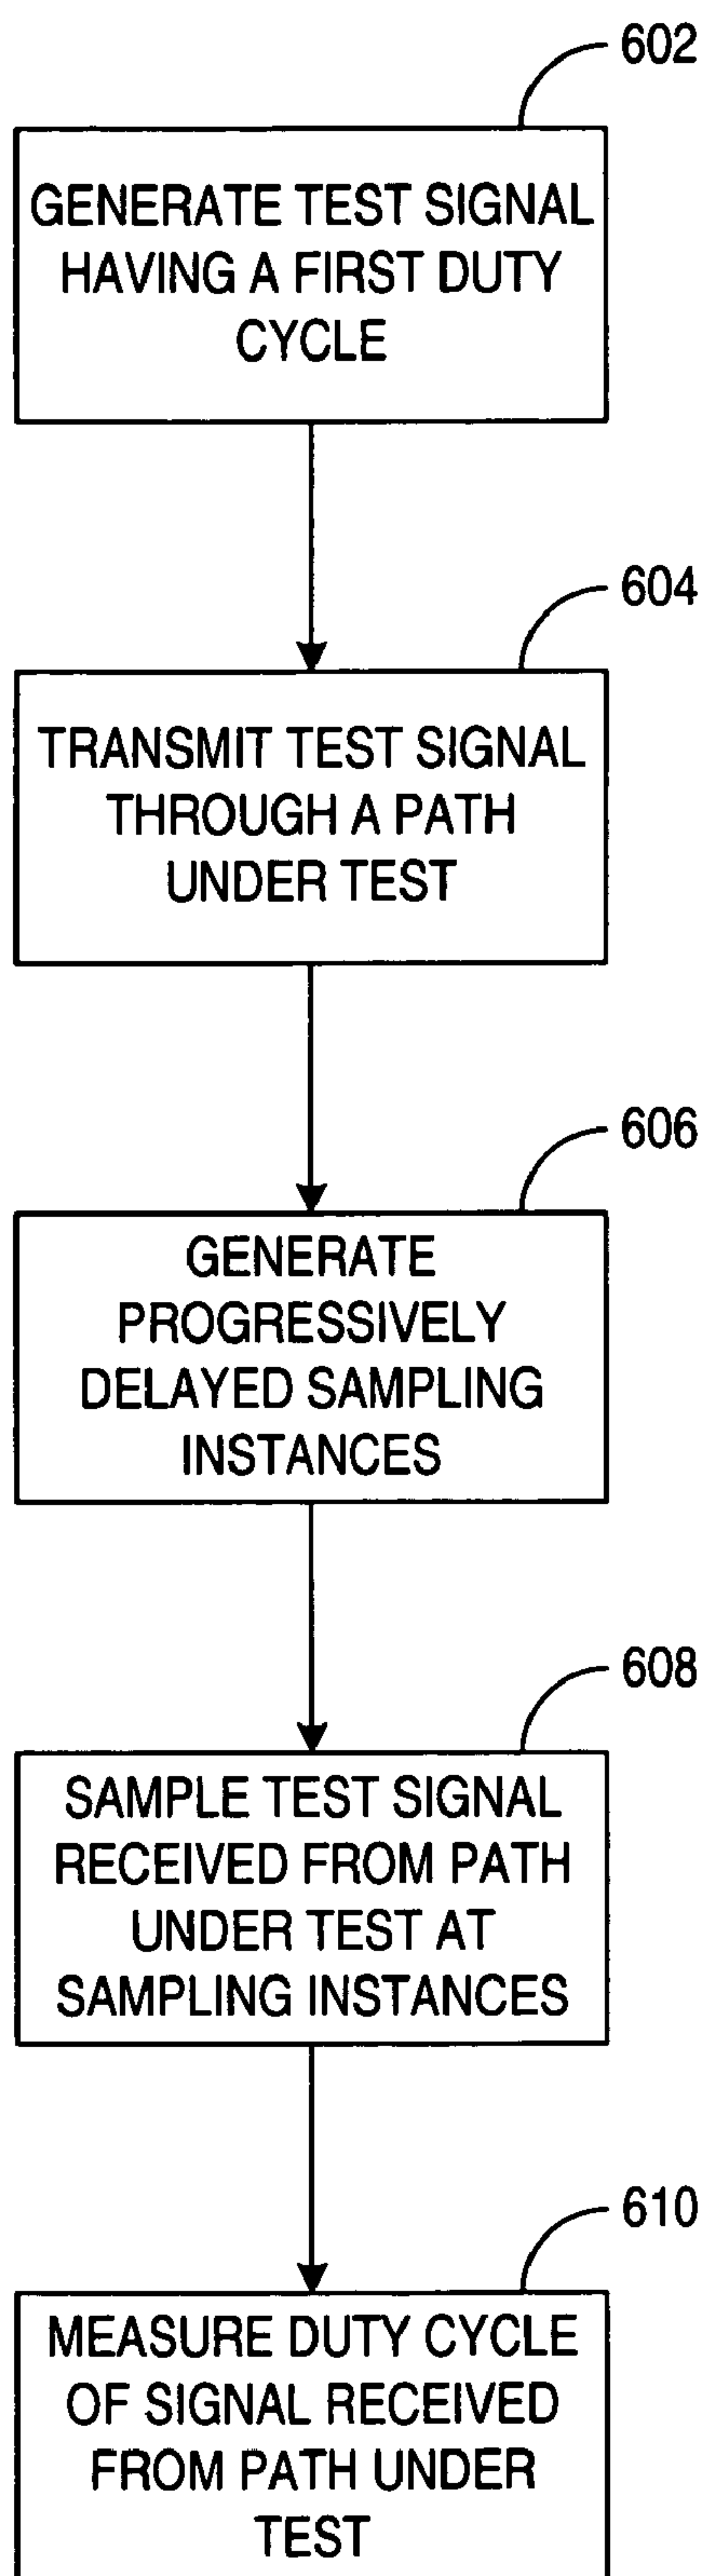 602
GENERATE TEST SIGNAL
HAVING A FIRST DUTY
CYCLE
604
TRANSMIT TEST SIGNAL
THROUGH A PATH
UNDER TEST
606
GENERATE
PROGRESSIVELY
DELAYED SAMPLING
INSTANCES
608
SAMPLE TEST SIGNAL
RECEIVED FROM PATH
UNDER TEST AT
SAMPLING INSTANCES
610
MEASURE DUTY CYCLE
OF SIGNAL RECEIVED
FROM PATH UNDER
TEST